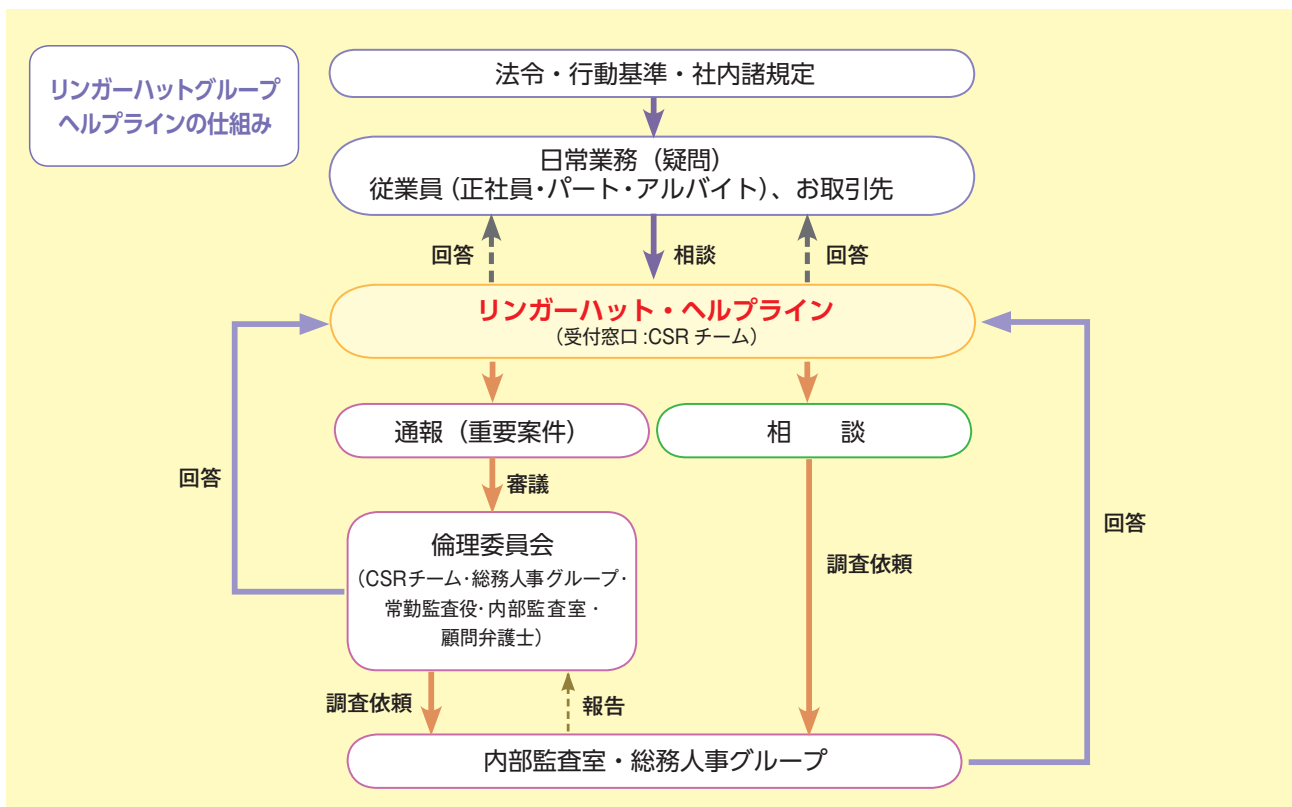 リンガーハットグループ
ヘルプラインの仕組み
法令・行動基準・社内諸規定
日常業務（疑問）
従業員（正社員・パート・アルバイト）、お取引先
回答
相談
回答
リンガーハット・ヘルプライン
（受付窓口：CSRチーム）
通報（重要案件）
相　談
回答
審議
倫理委員会
（CSRチーム・総務人事グループ・
常勤監査役・内部監査室・
顧問弁護士）
回答
調査依頼
調査依頼
報告
内部監査室・総務人事グループ